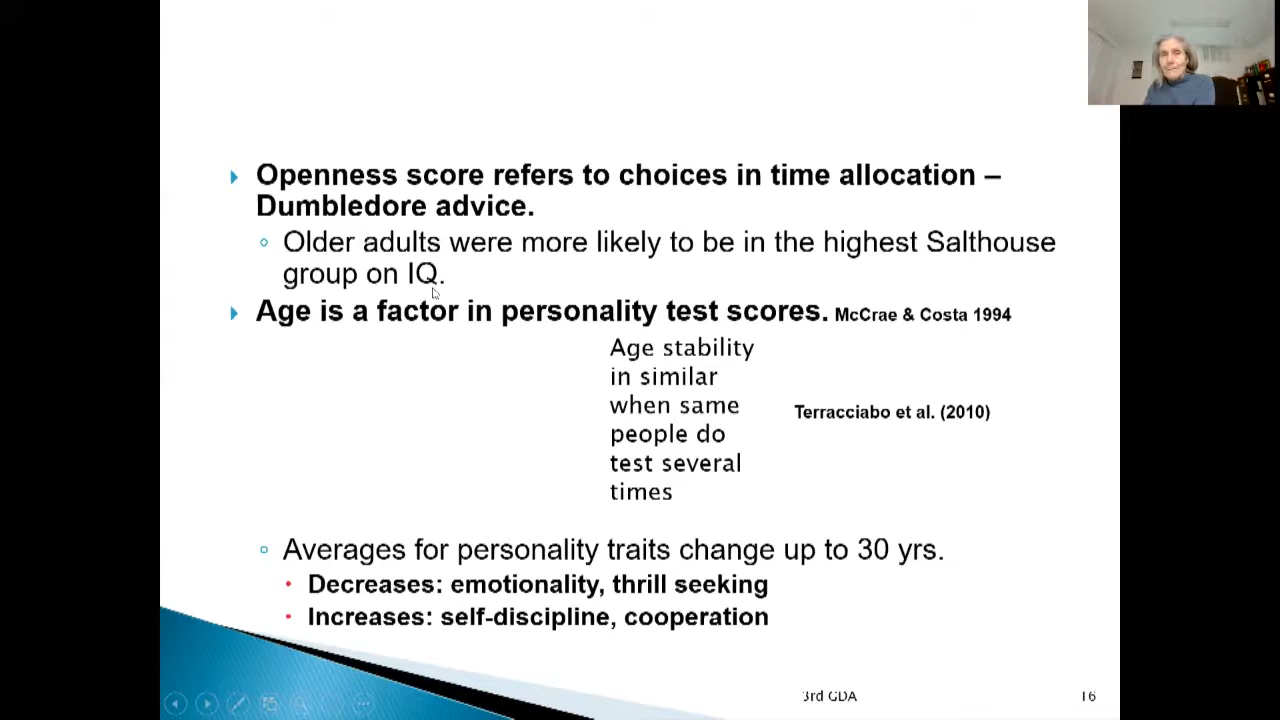 Openness score refers to choices in time allocation –
Dumbledore advice.
Older adults were more likely to be in the highest Salthouse
group on IQ.
Age is a factor in personality test scores. McCrae & Costa 1994
Age stability
in similar
when same
people do
test several
times
Terracciabo et al. (2010)
Averages for personality traits change up to 30 yrs.
Decreases: emotionality, thrill seeking
Increases: self-discipline, cooperation
3rd GDA
16